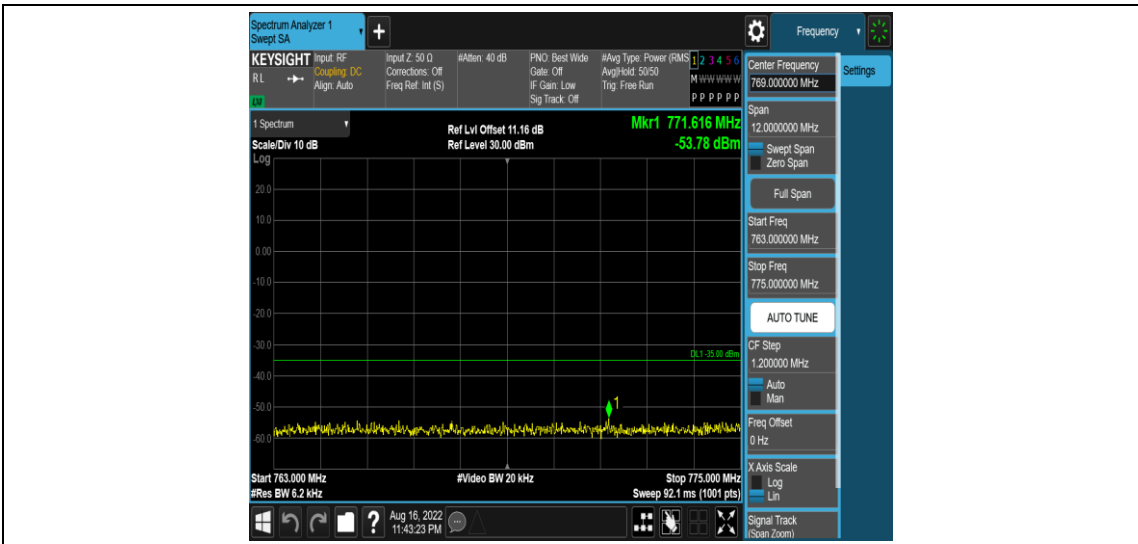 Spectrum Analyzer 1
Swept SA
+
Frequency
KEYSIGHT
RL
LXI
Input: RF
Coupling: DC
Align: Auto
Input Z: 50 Ω
Corrections: Off
Freq Ref: Int (S)
#Atten: 40 dB
PNO: Best Wide
Gate: Off
IF Gain: Low
Sig Track: Off
#Avg Type: Power (RMS
Avg|Hold: 50/50
Trig: Free Run
1 2 3 4 5 6
M W W W W W
P P P P P P
1 Spectrum
Scale/Div 10 dB
Ref Lvl Offset 11.16 dB
Ref Level 30.00 dBm
Mkr1 771.616 MHz
-53.78 dBm
Log
20.0
10.0
0.00
-10.0
-20.0
-30.0
DL1 -35.00 dBm
-40.0
-50.0
1
-60.0
Start 763.000 MHz
#Video BW 20 kHz
Stop 775.000 MHz
#Res BW 6.2 kHz
Sweep 92.1 ms (1001 pts)
?
Aug 16, 2022
11:43:23 PM
Center Frequency
769.000000 MHz
Settings
Span
12.0000000 MHz
Swept Span
Zero Span
Full Span
Start Freq
763.000000 MHz
Stop Freq
775.000000 MHz
AUTO TUNE
CF Step
1.200000 MHz
Auto
Man
Freq Offset
0 Hz
X Axis Scale
Log
Lin
Signal Track
(Span Zoom)